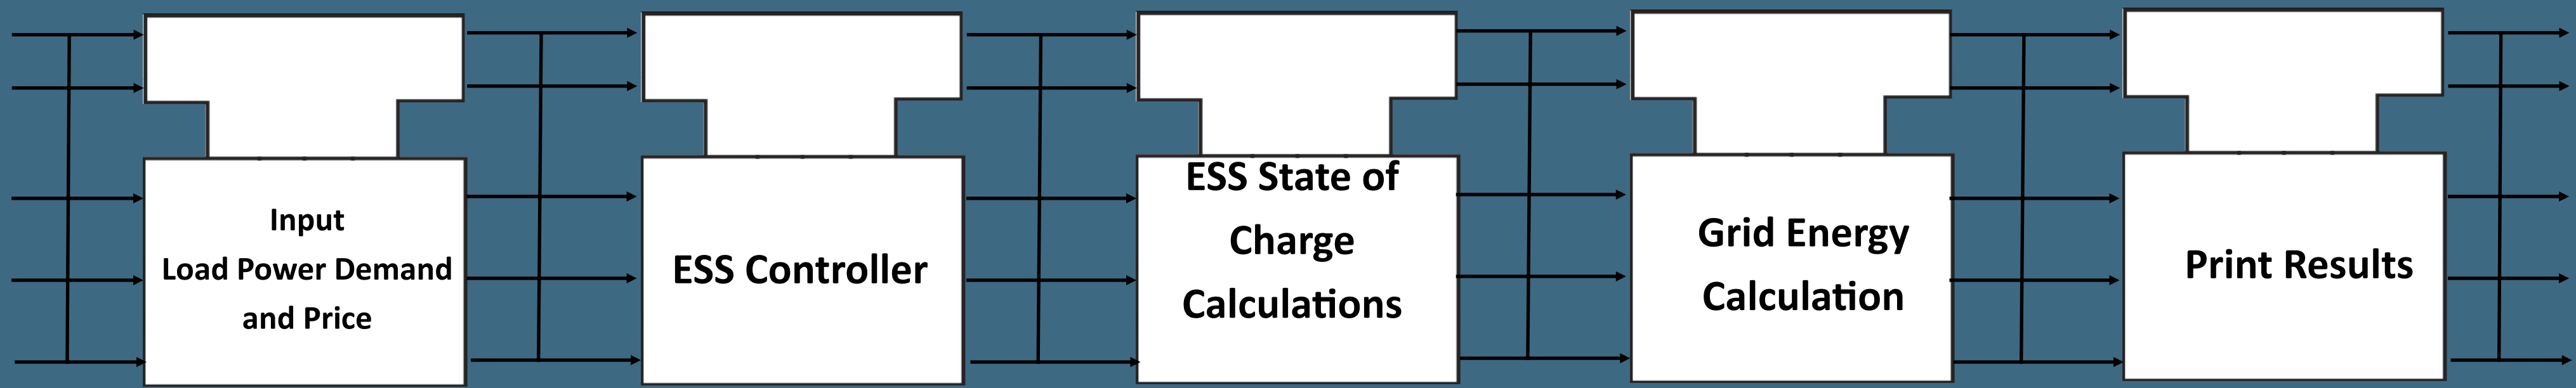 Input
Load Power Demand
and Price
ESS Controller
ESS State of
Charge
Calculations
Grid Energy
Calculation
Print Results